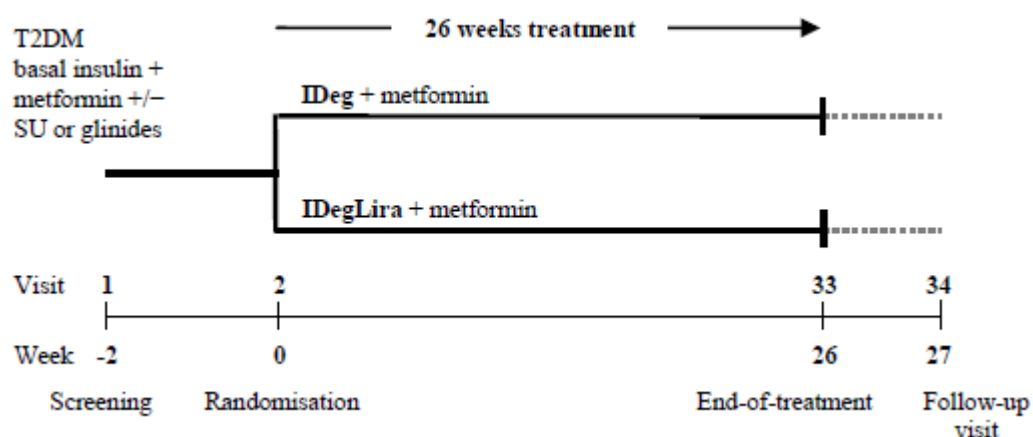 26 weeks treatment
T2DM
basal insulin +
metformin +/−
SU or glinides
IDeg + metformin
IDegLira + metformin
Visit 1 2 33 34
Week -2 0 26 27
Screening Randomisation End-of-treatment Follow-up
visit